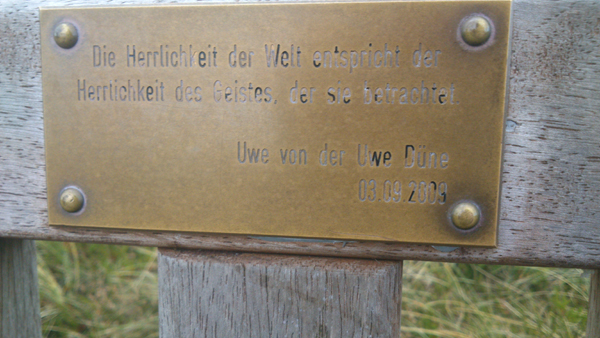 Die Herrlichkeit der Welt entspricht der
Herrlichkeit des Geistes, der sie betrachtet.
Uwe von der Uwe Düne
03.09.2009